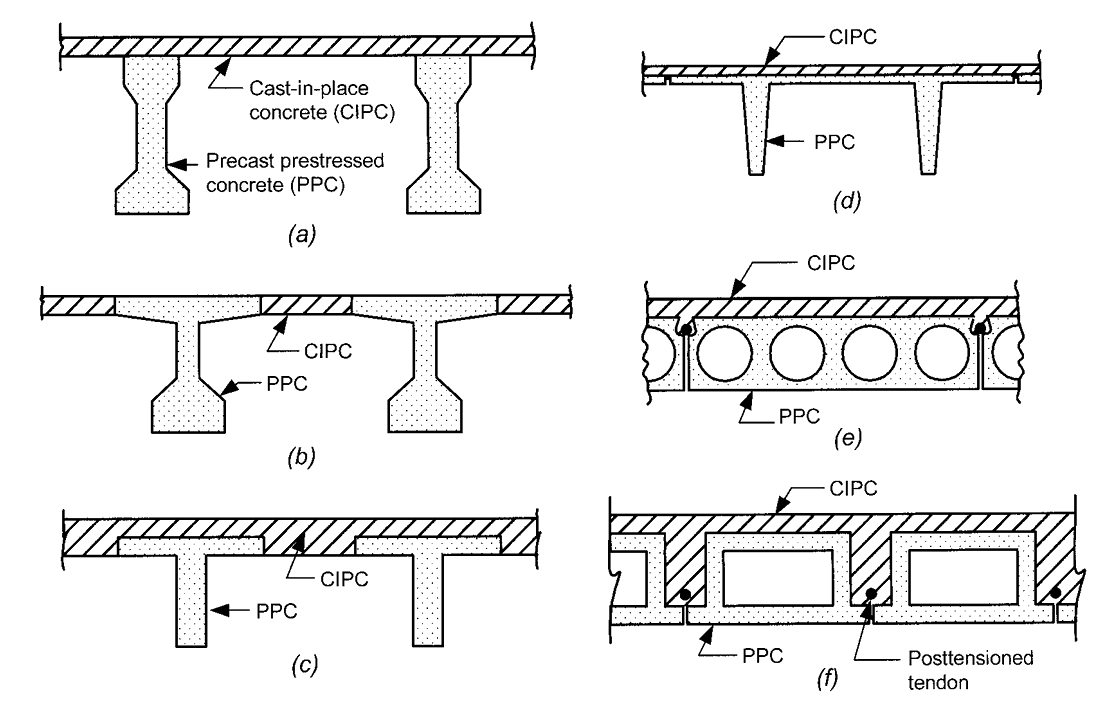 Cast-in-place
concrete (CIPC)
Precast prestressed
concrete (PPC)
(a)
CIPC
PPC
(b)
CIPC
PPC
(c)
CIPC
PPC
(d)
CIPC
PPC
(e)
CIPC
PPC
Posttensioned
tendon
(f)